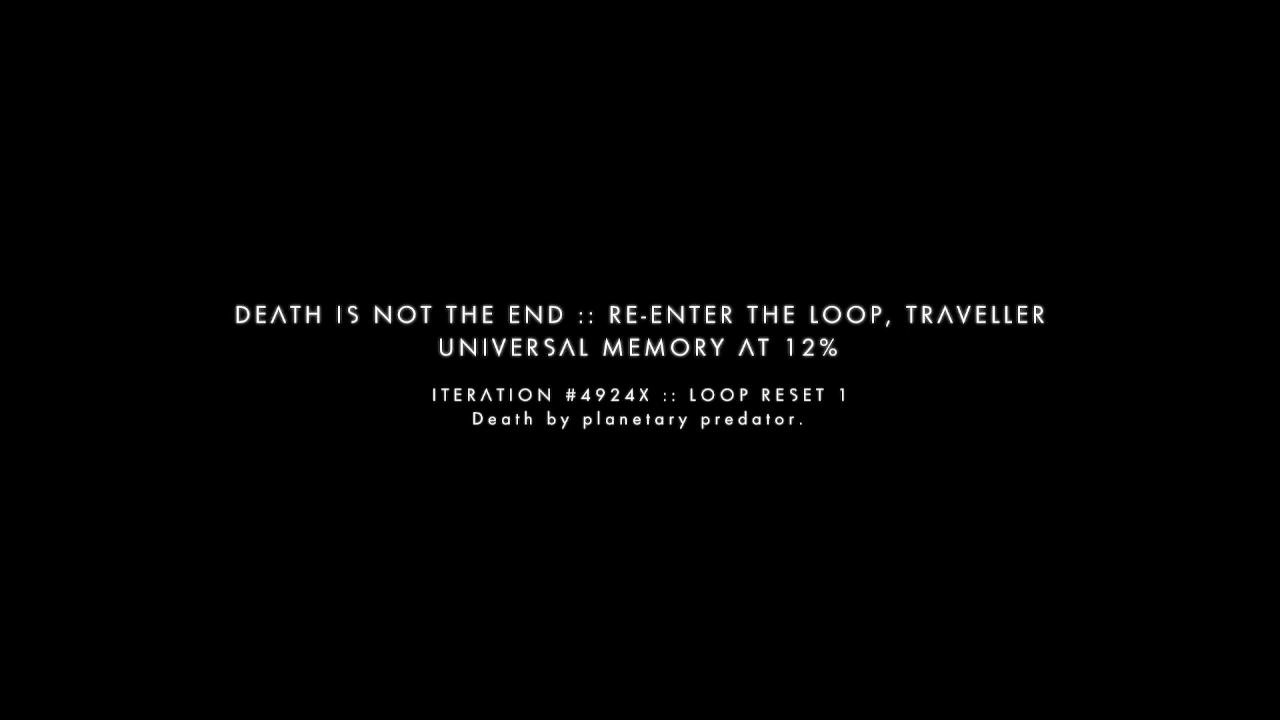 DEATH IS NOT THE END :: RE-ENTER THE LOOP, TRAVELLER
UNIVERSAL MEMORY AT 12%
ITERATION #4924X :: LOOP RESET 1
Death by planetary predator.